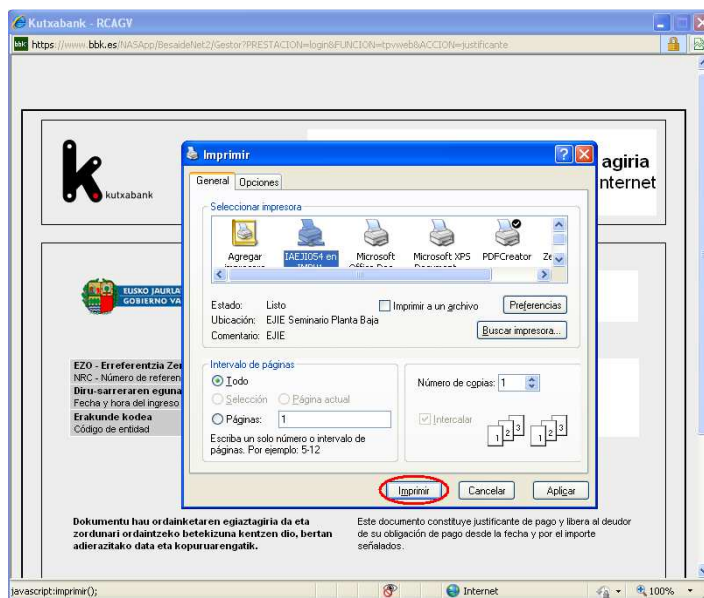 Kutxabank - RCAGV
https://www.bbk.es/NASApp/BesaideNet2/Gestor?PRESTACION=login&FUNCION=tpvweb&ACCION=justificante
kutxabank
agiria
nternet
Imprimir
General Opciones
Seleccionar impresora
Agregar
IAEJI054 en
Microsoft
Microsoft XPS
PDFCreator
Estado: Listo
Ubicación: EJIE Seminario Planta Baja
Comentario: EJIE
Imprimir a un archivo
Preferencias
Buscar impresora...
Intervalo de páginas
Todo
Selección Página actual
Páginas: 1
Escriba un solo número o intervalo de
páginas. Por ejemplo: 5-12
Número de copias: 1
Intercalar
1 2 3 1 2 3
Imprimir Cancelar Aplicar
EUSKO JAURLA
GOBIERNO VA
EZO - Erreferentzia Zer
NRC - Número de referen
Diru-sarreraren eguna
Fecha y hora del ingreso
Erakunde kodea
Código de entidad
Dokumentu hau ordainketaren egiaztagiria da eta
zordunari ordaintzeko betekizuna kentzen dio, bertan
adierazitako data eta kopuruarengatik.
Este documento constituye justificante de pago y libera al deudor
de su obligación de pago desde la fecha y por el importe
señalados.
javascript:imprimir();
Internet
100%